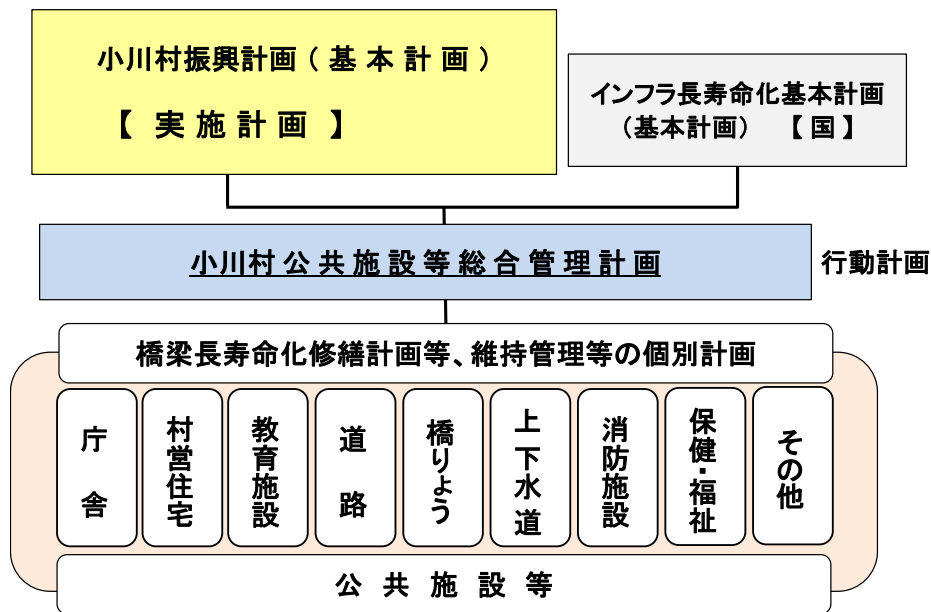 小川村振興計画（基本計画）
【 実施計画 】
インフラ長寿命化基本計画
（基本計画） 【国】
小川村公共施設等総合管理計画
行動計画
橋梁長寿命化修繕計画等、維持管理等の個別計画
庁舎
村営住宅
教育施設
道路
橋りょう
上下水道
消防施設
保健・福祉
その他
公共施設等